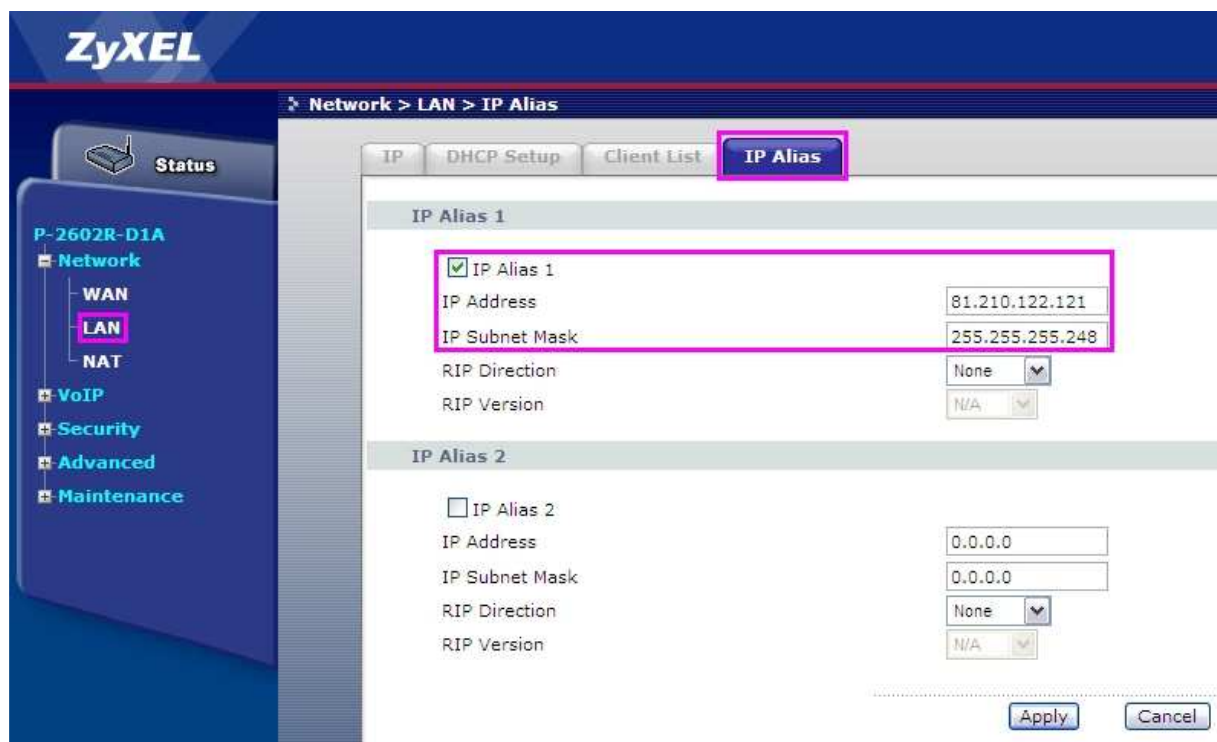 ZyXEL
Network > LAN > IP Alias
Status
IP DHCP Setup Client List IP Alias
P-2602R-D1A
Network
WAN
LAN
NAT
VoIP
Security
Advanced
Maintenance
IP Alias 1
IP Alias 1
IP Address 81.210.122.121
IP Subnet Mask 255.255.255.248
RIP Direction None
RIP Version N/A
IP Alias 2
IP Alias 2
IP Address 0.0.0.0
IP Subnet Mask 0.0.0.0
RIP Direction None
RIP Version N/A
Apply Cancel